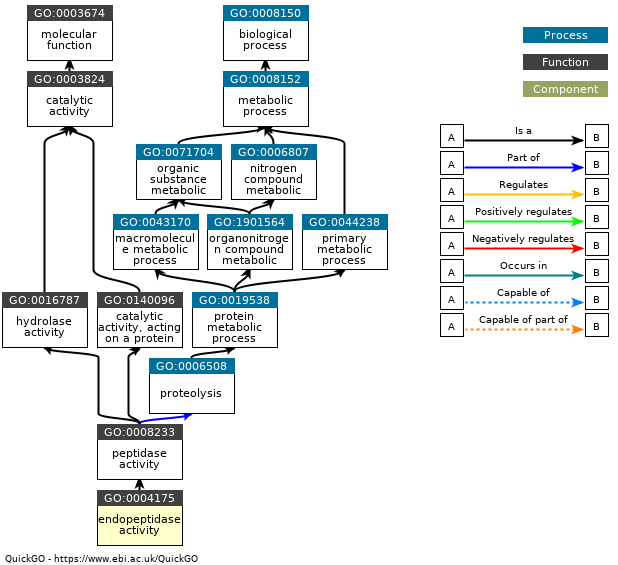 GO:0003674
molecular
function
GO:0008150
biological
process
Process
Function
Component
GO:0003824
catalytic
activity
GO:0008152
metabolic
process
A
Is a
B
A
Part of
B
A
Regulates
B
A
Positively regulates
B
A
Negatively regulates
B
A
Occurs in
B
A
Capable of
B
A
Capable of part of
B
GO:0071704
organic
substance
metabolic
GO:0006807
nitrogen
compound
metabolic
GO:0043170
macromolecul
e metabolic
process
GO:1901564
organonitroge
n compound
metabolic
GO:0044238
primary
metabolic
process
GO:0016787
hydrolase
activity
GO:0140096
catalytic
activity, acting
on a protein
GO:0019538
protein
metabolic
process
GO:0006508
proteolysis
GO:0008233
peptidase
activity
GO:0004175
endopeptidase
activity
QuickGO - https://www.ebi.ac.uk/QuickGO